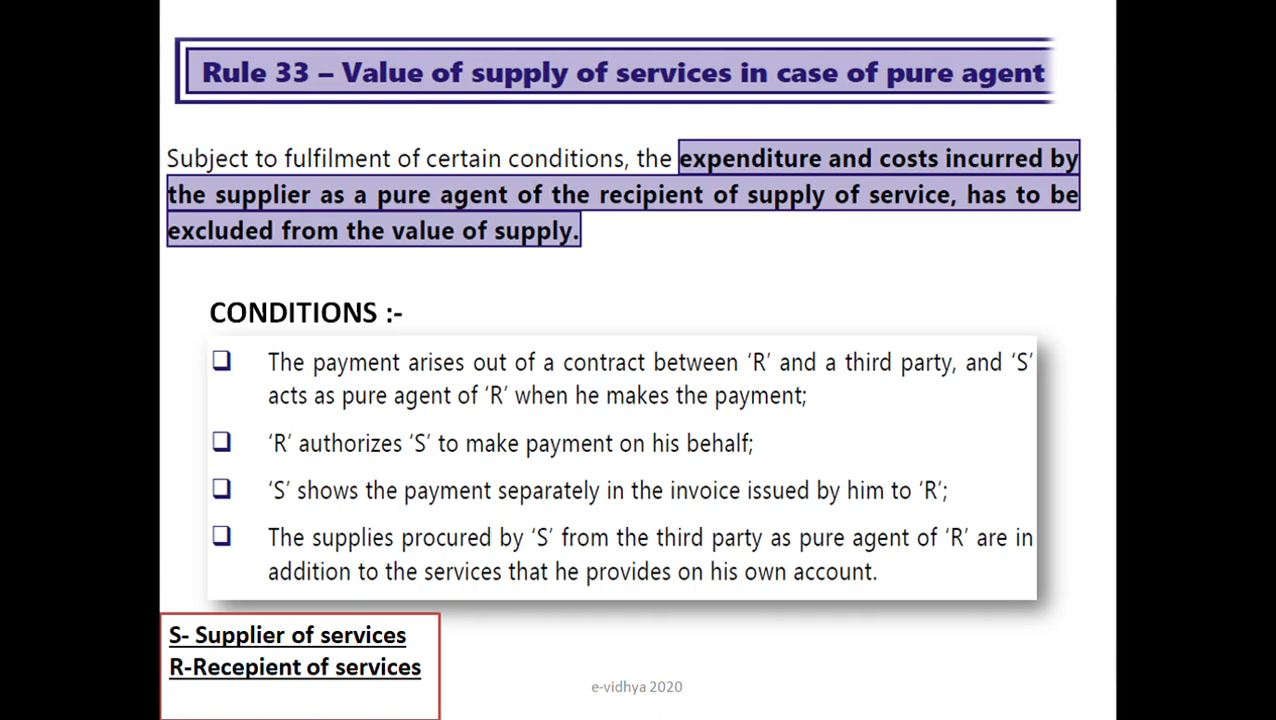 Rule 33 – Value of supply of services in case of pure agent
Subject to fulfilment of certain conditions, the expenditure and costs incurred by
the supplier as a pure agent of the recipient of supply of service, has to be
excluded from the value of supply.
CONDITIONS :-
❑ The payment arises out of a contract between ‘R’ and a third party, and ‘S’
acts as pure agent of ‘R’ when he makes the payment;
❑ ‘R’ authorizes ‘S’ to make payment on his behalf;
❑ ‘S’ shows the payment separately in the invoice issued by him to ‘R’;
❑ The supplies procured by ‘S’ from the third party as pure agent of ‘R’ are in
addition to the services that he provides on his own account.
S- Supplier of services
R-Recepient of services
e-vidhya 2020